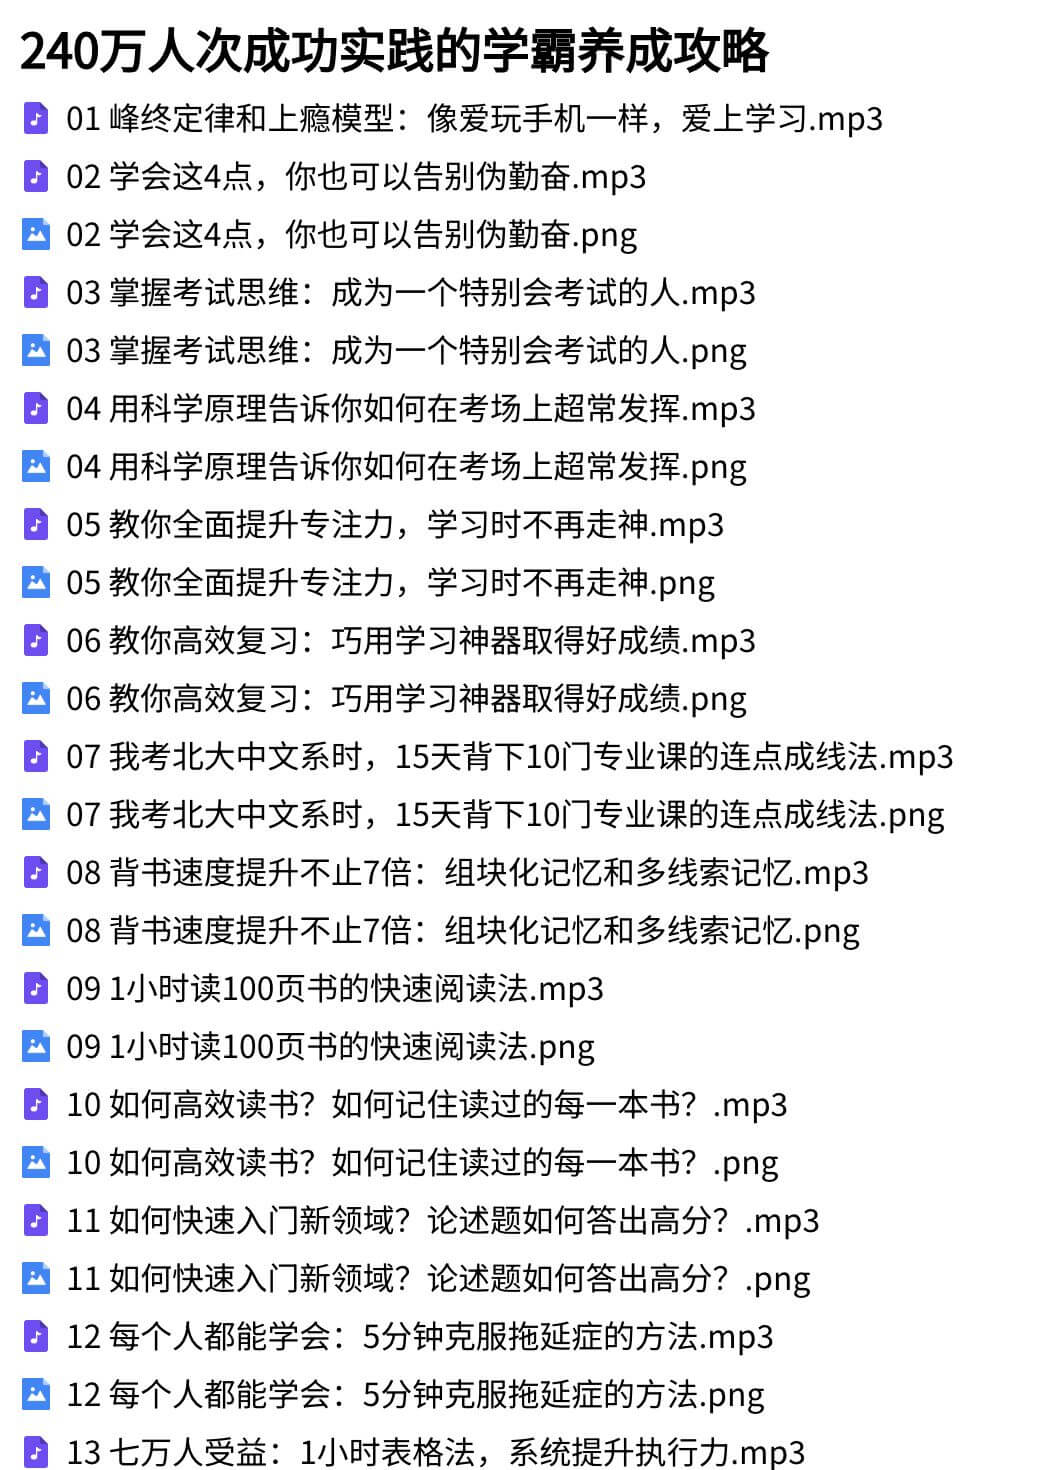 240万人次成功实践的学霸养成攻略
01 峰终定律和上瘾模型：像爱玩手机一样，爱上学习.mp3
02 学会这4点，你也可以告别伪勤奋.mp3
02 学会这4点，你也可以告别伪勤奋.png
03 掌握考试思维：成为一个特别会考试的人.mp3
03 掌握考试思维：成为一个特别会考试的人.png
04 用科学原理告诉你如何在考场上超常发挥.mp3
04 用科学原理告诉你如何在考场上超常发挥.png
05 教你全面提升专注力，学习时不再走神.mp3
05 教你全面提升专注力，学习时不再走神.png
06 教你高效复习：巧用学习神器取得好成绩.mp3
06 教你高效复习：巧用学习神器取得好成绩.png
07 我考北大中文系时，15天背下10门专业课的连点成线法.mp3
07 我考北大中文系时，15天背下10门专业课的连点成线法.png
08 背书速度提升不止7倍：组块化记忆和多线索记忆.mp3
08 背书速度提升不止7倍：组块化记忆和多线索记忆.png
09 1小时读100页书的快速阅读法.mp3
09 1小时读100页书的快速阅读法.png
10 如何高效读书？如何记住读过的每一本书？.mp3
10 如何高效读书？如何记住读过的每一本书？.png
11 如何快速入门新领域？论述题如何答出高分？.mp3
11 如何快速入门新领域？论述题如何答出高分？.png
12 每个人都能学会：5分钟克服拖延症的方法.mp3
12 每个人都能学会：5分钟克服拖延症的方法.png
13 七万人受益：1小时表格法，系统提升执行力.mp3